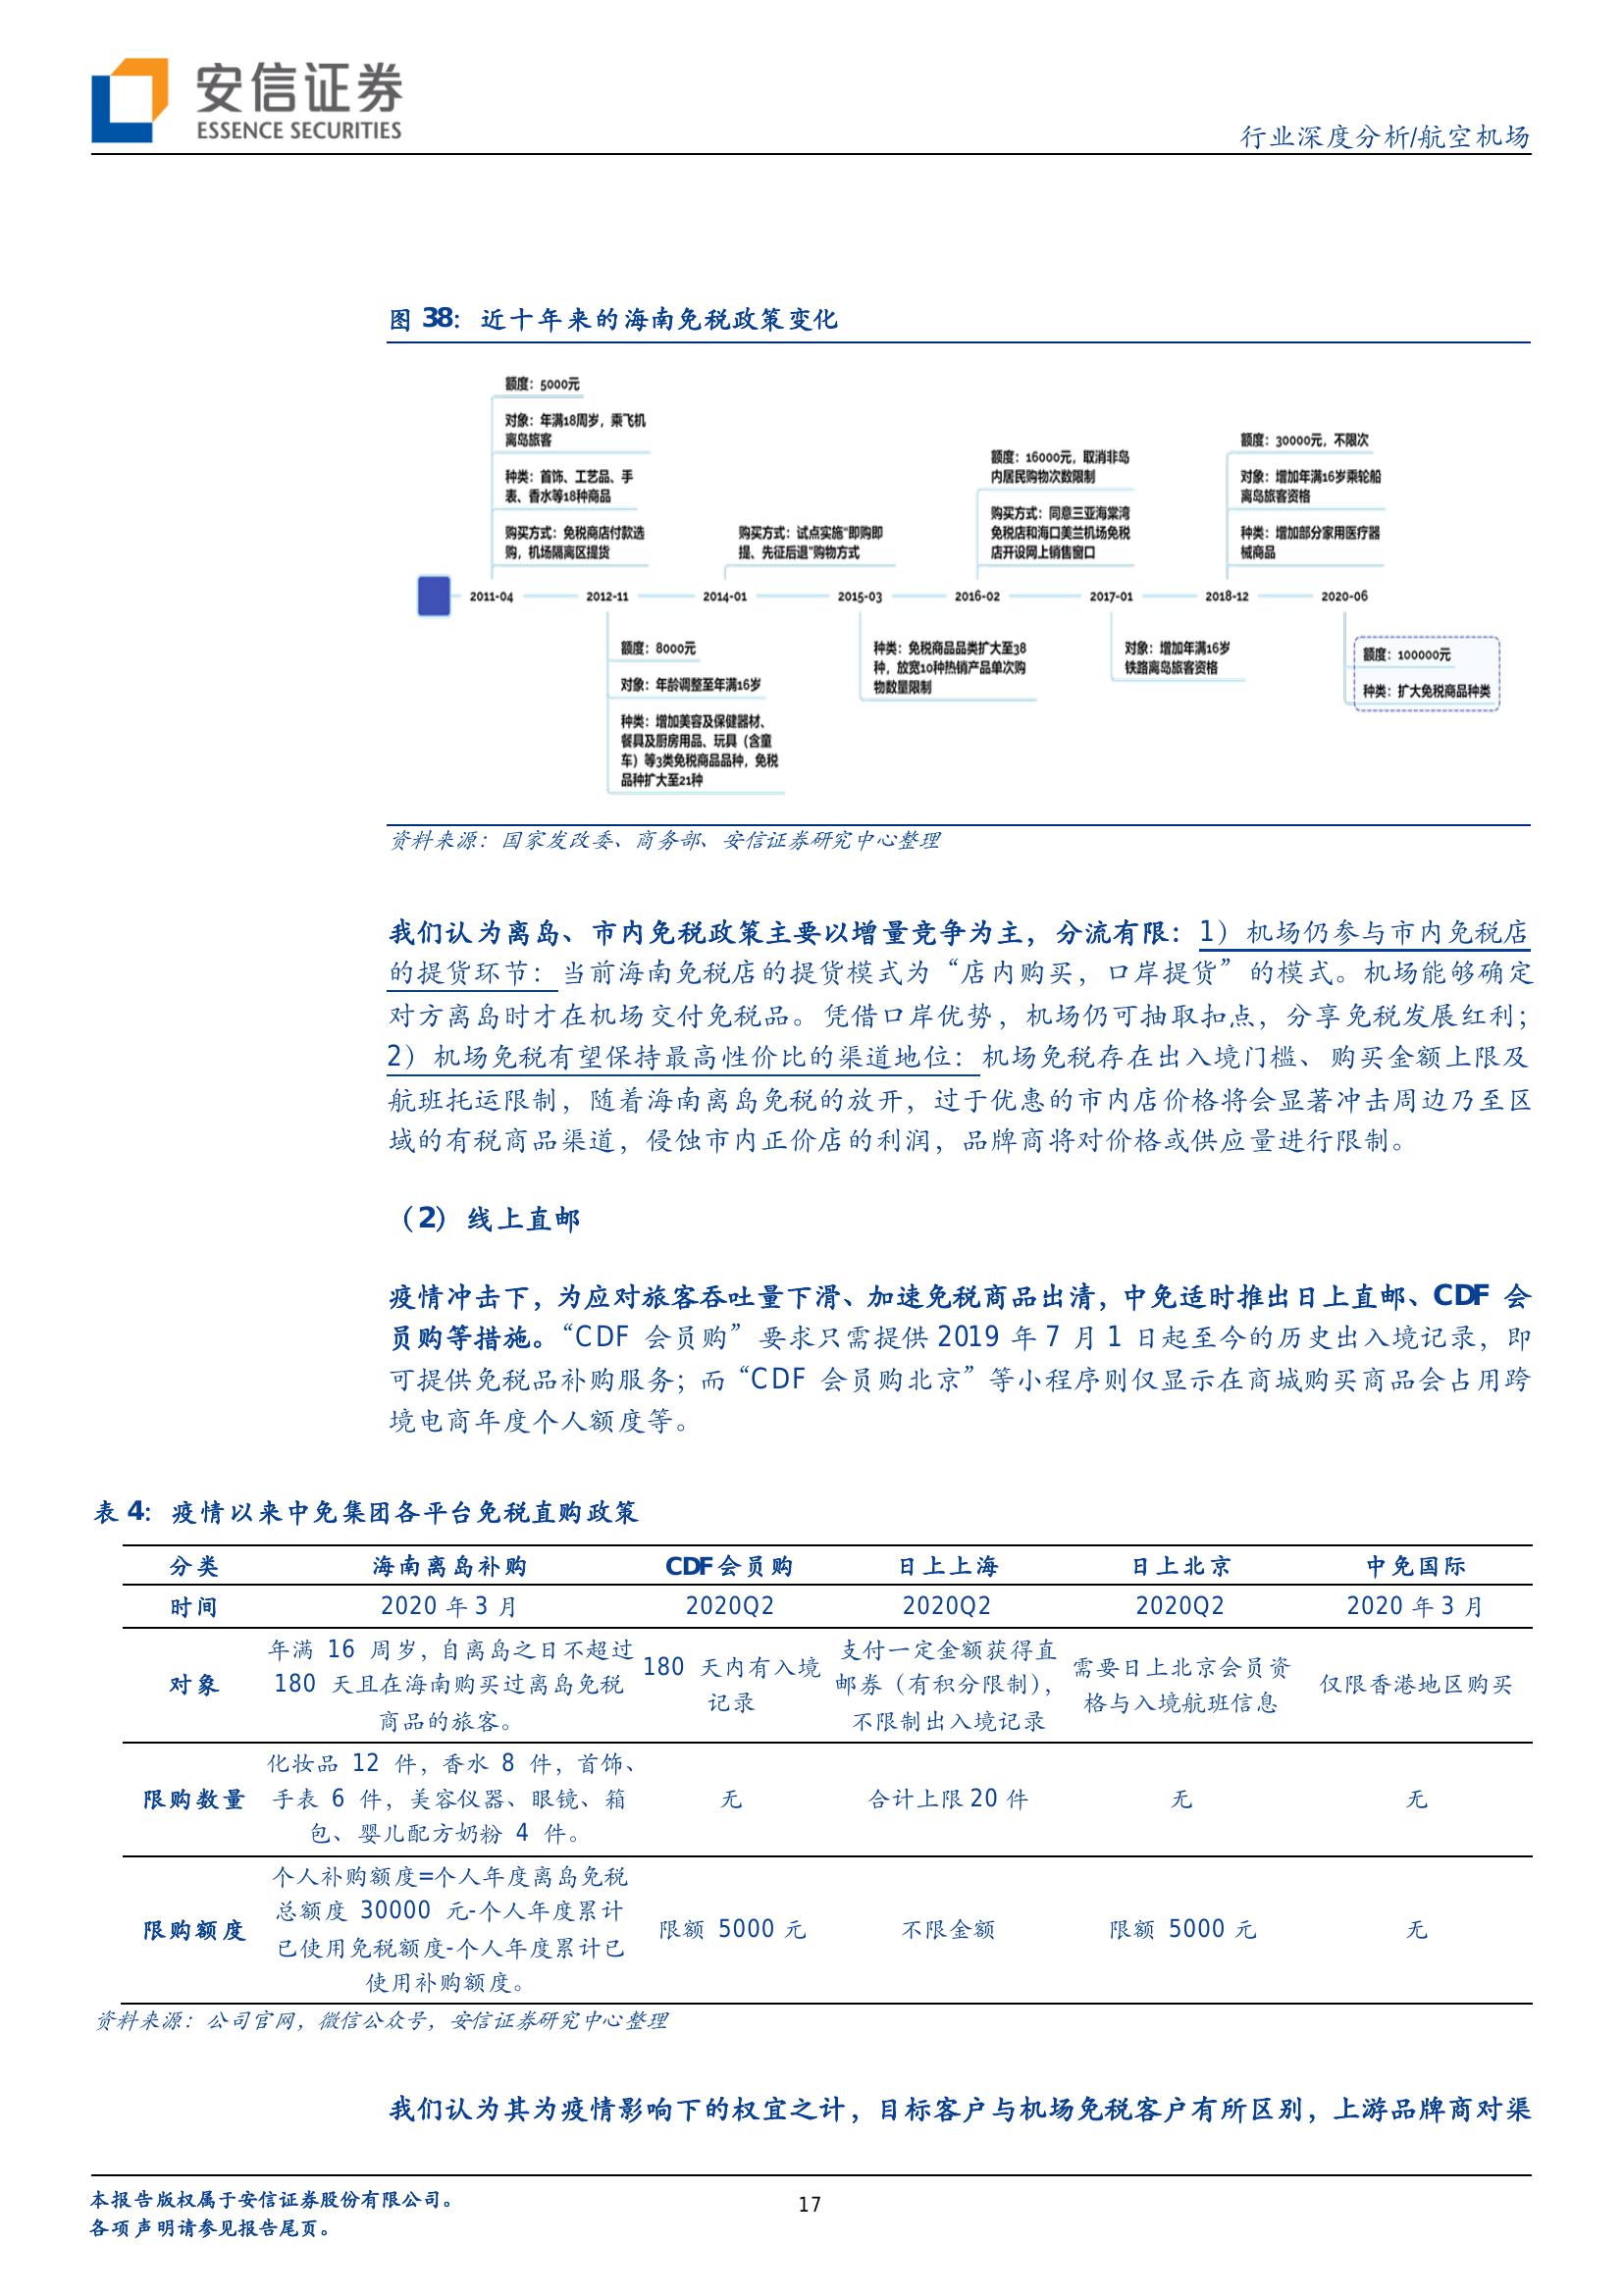 安信证券
ESSENCE SECURITIES
行业深度分析/航空机场
图 38：近十年来的海南免税政策变化
额度：5000元
对象：年满18周岁，乘飞机
离岛旅客
种类：首饰、工艺品、手
表、香水等18种商品
购买方式：免税商店付款选
购，机场隔离区提货
购买方式：试点实施"即购即
提、先征后退"购物方式
额度：16000元，取消非岛
内居民购物次数限制
购买方式：同意三亚海棠湾
免税店和海口美兰机场免税
店开设网上销售窗口
额度：30000元，不限次
对象：增加年满16岁乘轮船
离岛旅客资格
种类：增加部分家用医疗器
械商品
2011-04 2012-11 2014-01 2015-03 2016-02 2017-01 2018-12 2020-06
额度：8000元
对象：年龄调整至年满16岁
种类：增加美容及保健器材、
餐具及厨房用品、玩具（含童
车）等3类免税商品品种，免税
品种扩大至21种
种类：免税商品品类扩大至38
种，放宽10种热销产品单次购
物数量限制
对象：增加年满16岁
铁路离岛旅客资格
额度：100000元
种类：扩大免税商品种类
资料来源：国家发改委、商务部、安信证券研究中心整理
我们认为离岛、市内免税政策主要以增量竞争为主，分流有限：1）机场仍参与市内免税店
的提货环节：当前海南免税店的提货模式为“店内购买，口岸提货”的模式。机场能够确定
对方离岛时才在机场交付免税品。凭借口岸优势，机场仍可抽取扣点，分享免税发展红利；
2）机场免税有望保持最高性价比的渠道地位：机场免税存在出入境门槛、购买金额上限及
航班托运限制，随着海南离岛免税的放开，过于优惠的市内店价格将会显著冲击周边乃至区
域的有税商品渠道，侵蚀市内正价店的利润，品牌商将对价格或供应量进行限制。
（2）线上直邮
疫情冲击下，为应对旅客吞吐量下滑、加速免税商品出清，中免适时推出日上直邮、CDF 会
员购等措施。“CDF 会员购”要求只需提供 2019 年 7 月 1 日起至今的历史出入境记录，即
可提供免税品补购服务；而“CDF 会员购北京”等小程序则仅显示在商城购买商品会占用跨
境电商年度个人额度等。
表 4：疫情以来中免集团各平台免税直购政策
分类 海南离岛补购 CDF会员购 日上上海 日上北京 中免国际
时间 2020 年 3 月 2020Q2 2020Q2 2020Q2 2020 年 3 月
对象
年满 16 周岁，自离岛之日不超过
180 天且在海南购买过离岛免税
商品的旅客。
180 天内有入境
记录
支付一定金额获得直
邮券（有积分限制），
不限制出入境记录
需要日上北京会员资
格与入境航班信息
仅限香港地区购买
限购数量
化妆品 12 件，香水 8 件，首饰、
手表 6 件，美容仪器、眼镜、箱
包、婴儿配方奶粉 4 件。
无
合计上限 20 件
无
无
限购额度
个人补购额度=个人年度离岛免税
总额度 30000 元-个人年度累计
已使用免税额度-个人年度累计已
使用补购额度。
限额 5000 元
不限金额
限额 5000 元
无
资料来源：公司官网，微信公众号，安信证券研究中心整理
我们认为其为疫情影响下的权宜之计，目标客户与机场免税客户有所区别，上游品牌商对渠
本报告版权属于安信证券股份有限公司。
各项声明请参见报告尾页。
17